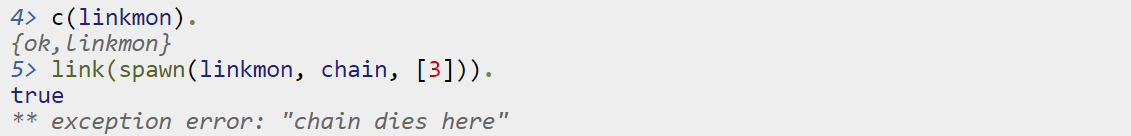 4> c(linkmon).
{ok,linkmon}
5> link(spawn(linkmon, chain, [3])).
true
** exception error: "chain dies here"